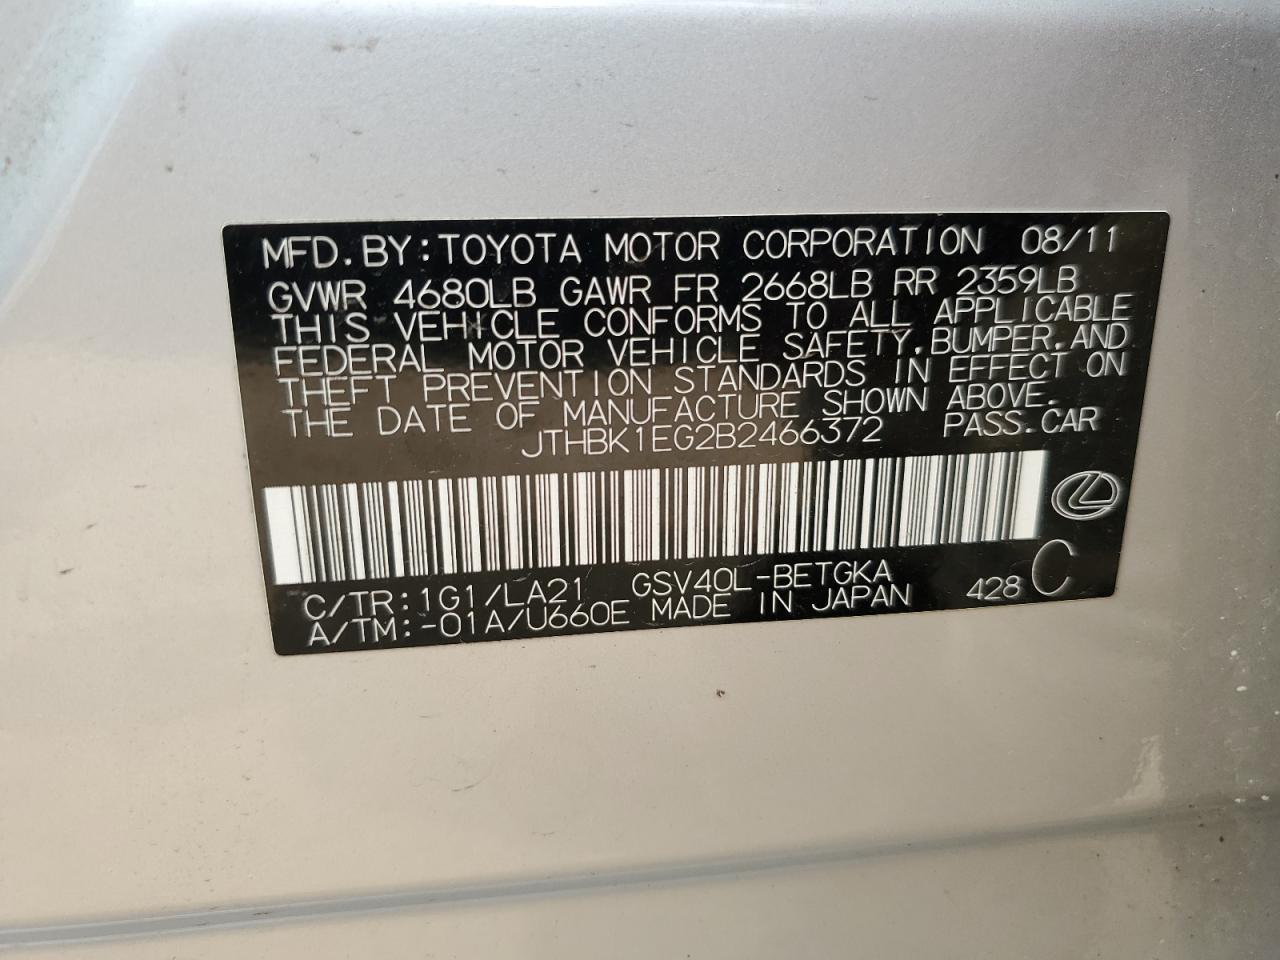 MFD. BY: TOYOTA MOTOR CORPORATION 08/11
GVWR 4680LB GAWR FR 2668LB RR 2359LB
THIS VEHICLE CONFORMS TO ALL APPLICABLE
FEDERAL MOTOR VEHICLE SAFETY, BUMPER, AND
THEFT PREVENTION STANDARDS IN EFFECT ON
THE DATE OF MANUFACTURE SHOWN ABOVE.
JTHBK1EG2B2466372 PASS. CAR
C/TR: 1G1/LA21 GSV40L-BETGKA
A/TM: -01A/U660E MADE IN JAPAN 428 C